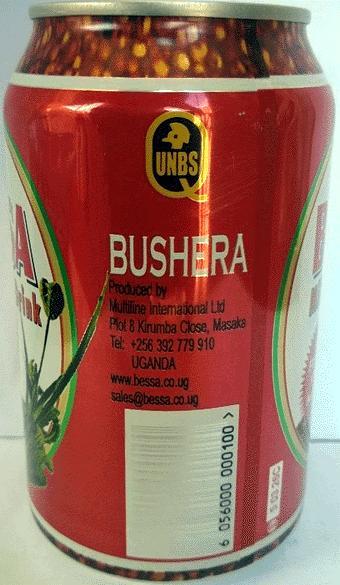 UNBS
BUSHERA
Produced by
Multiline International Ltd
Plot 8 Kirumba Close, Masaka
Tel: +256 392 779 910
UGANDA
www.bessa.co.ug
sales@bessa.co.ug
6 056000 000100 >